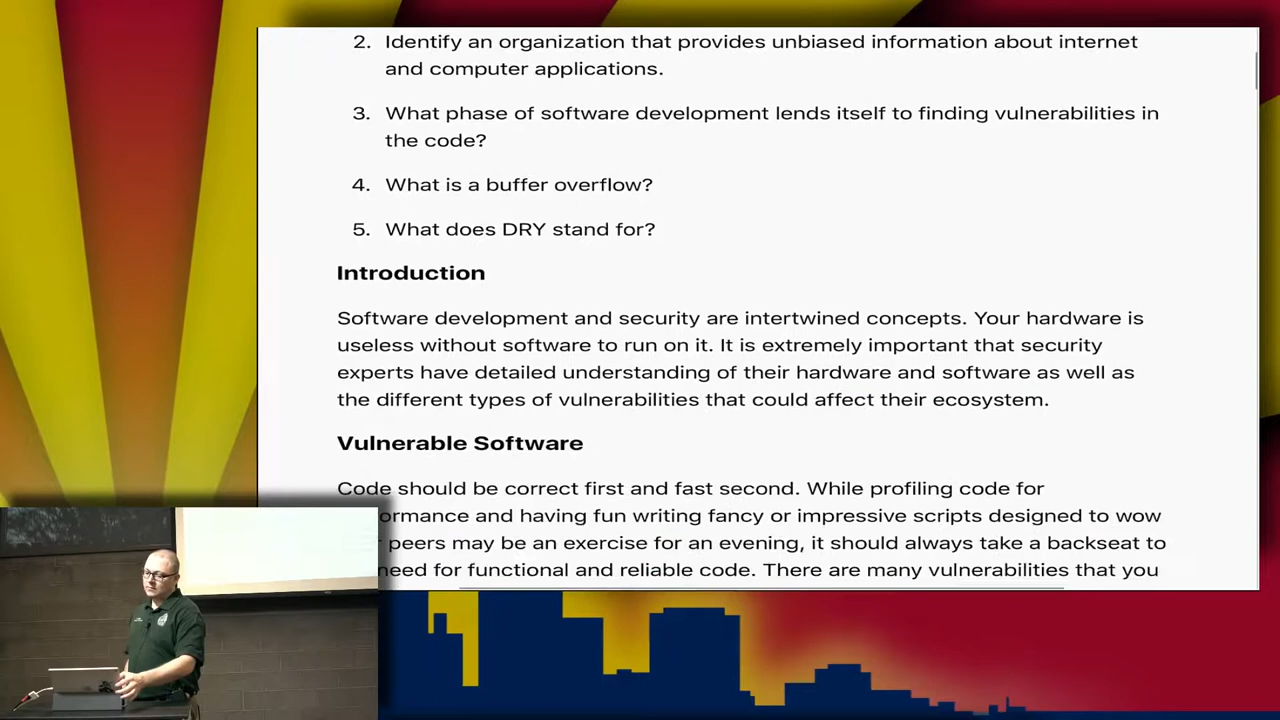 2. Identify an organization that provides unbiased information about internet
and computer applications.
3. What phase of software development lends itself to finding vulnerabilities in
the code?
4. What is a buffer overflow?
5. What does DRY stand for?
Introduction
Software development and security are intertwined concepts. Your hardware is
useless without software to run on it. It is extremely important that security
experts have detailed understanding of their hardware and software as well as
the different types of vulnerabilities that could affect their ecosystem.
Vulnerable Software
Code should be correct first and fast second. While profiling code for
ormance and having fun writing fancy or impressive scripts designed to wow
peers may be an exercise for an evening, it should always take a backseat to
need for functional and reliable code. There are many vulnerabilities that you